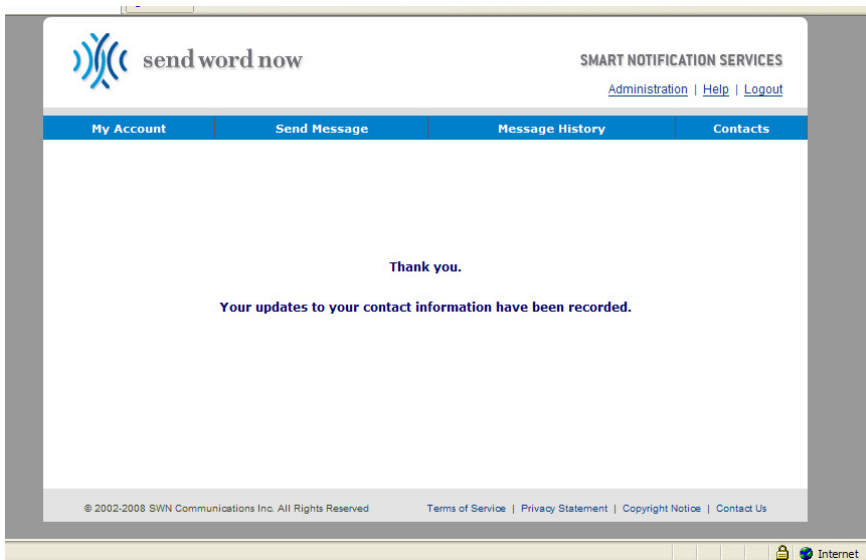 send word now
SMART NOTIFICATION SERVICES
Administration | Help | Logout
My Account Send Message Message History Contacts
Thank you.
Your updates to your contact information have been recorded.
© 2002-2008 SWN Communications Inc. All Rights Reserved Terms of Service | Privacy Statement | Copyright Notice | Contact Us
Internet